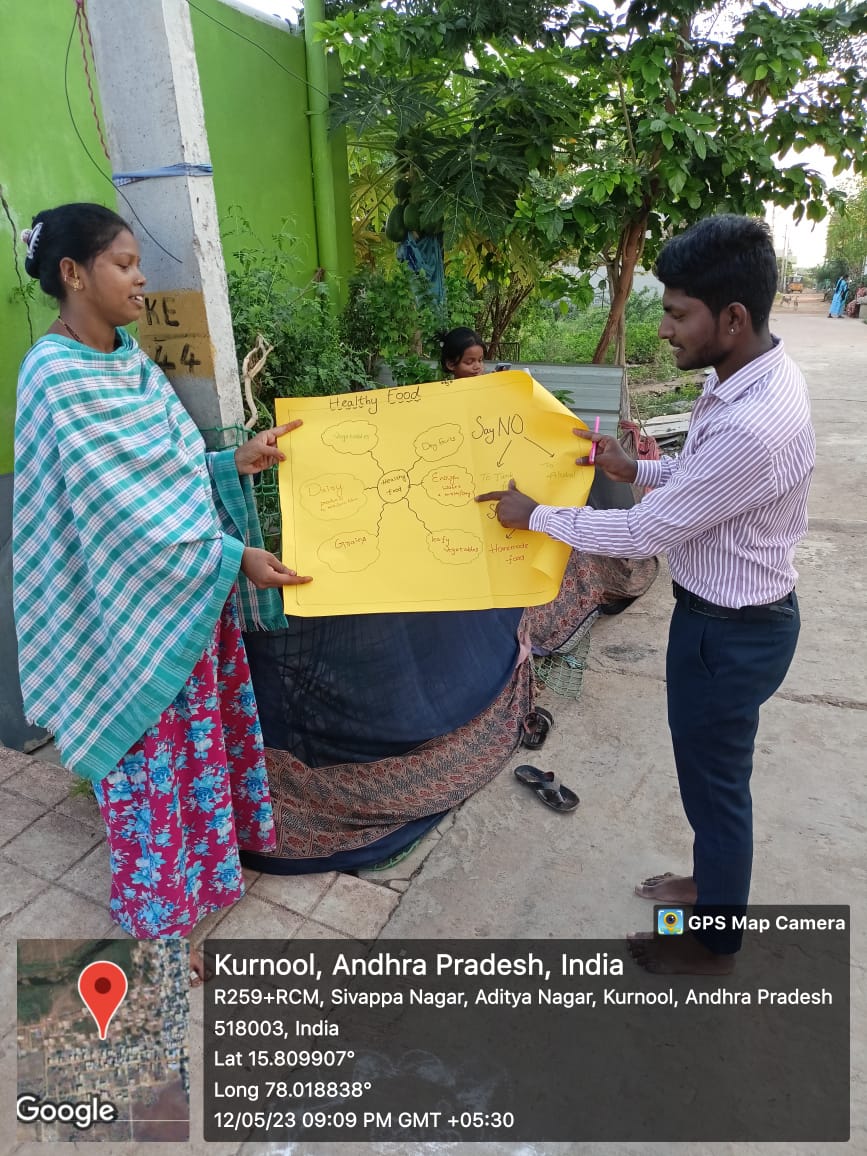 KE
44
Healthy Food
Vegetables
Dry fruits
Say NO
Healthy
food
To Junk
To
Alcohol
Homemade
food
Grains
leafy
vegetables
GPS Map Camera
Kurnool, Andhra Pradesh, India
R259+RCM, Sivappa Nagar, Aditya Nagar, Kurnool, Andhra Pradesh
518003, India
Lat 15.809907°
Long 78.018838°
12/05/23 09:09 PM GMT +05:30
Google